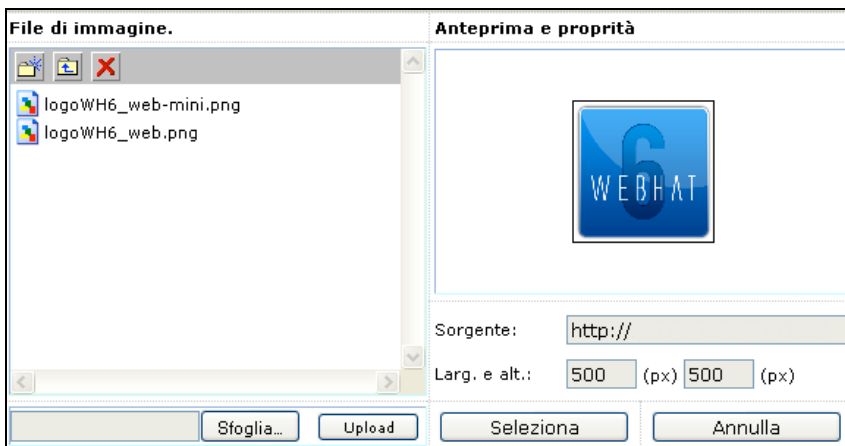 File di immagine.
logoWH6_web-mini.png
logoWH6_web.png
Sfoglia...
Upload
Anteprima e proprità
6
WEBHAT
Sorgente: http://
Larg. e alt.: 500 (px) 500 (px)
Seleziona
Annulla